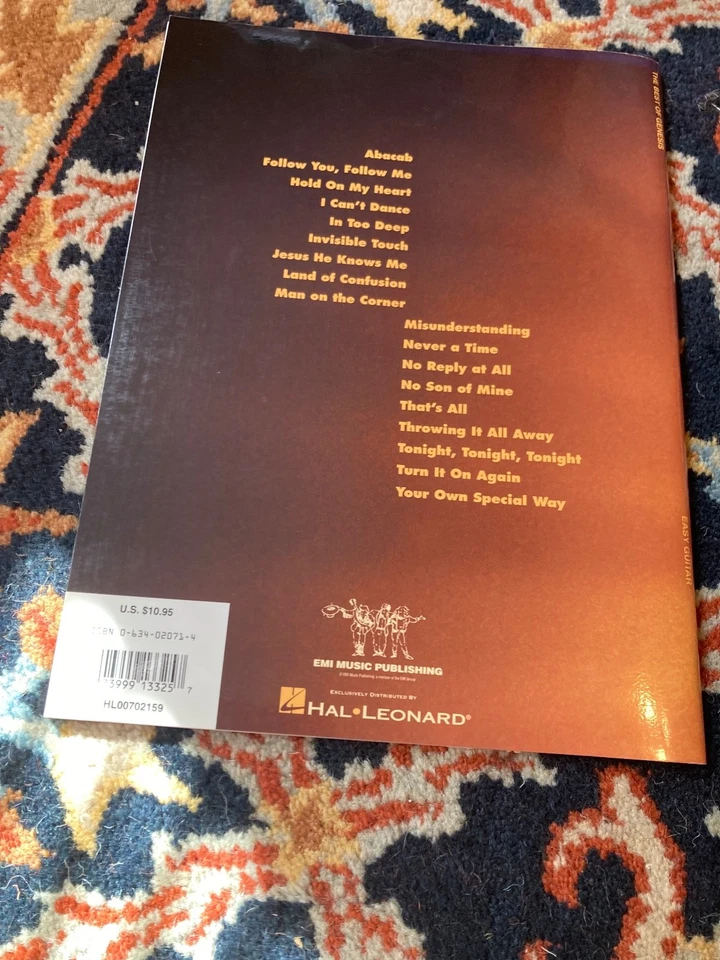 THE BEST OF GENESIS
Abacab
Follow You, Follow Me
Hold On My Heart
I Can't Dance
In Too Deep
Invisible Touch
Jesus He Knows Me
Land of Confusion
Man on the Corner
Misunderstanding
Never a Time
No Reply at All
No Son of Mine
That's All
Throwing It All Away
Tonight, Tonight, Tonight
Turn It On Again
Your Own Special Way
EASY GUITAR
U.S. $10.95
ISBN 0-634-02071-4
73999 13325 7
HL00702159
EMI MUSIC PUBLISHING
EXCLUSIVELY DISTRIBUTED BY
HAL•LEONARD®